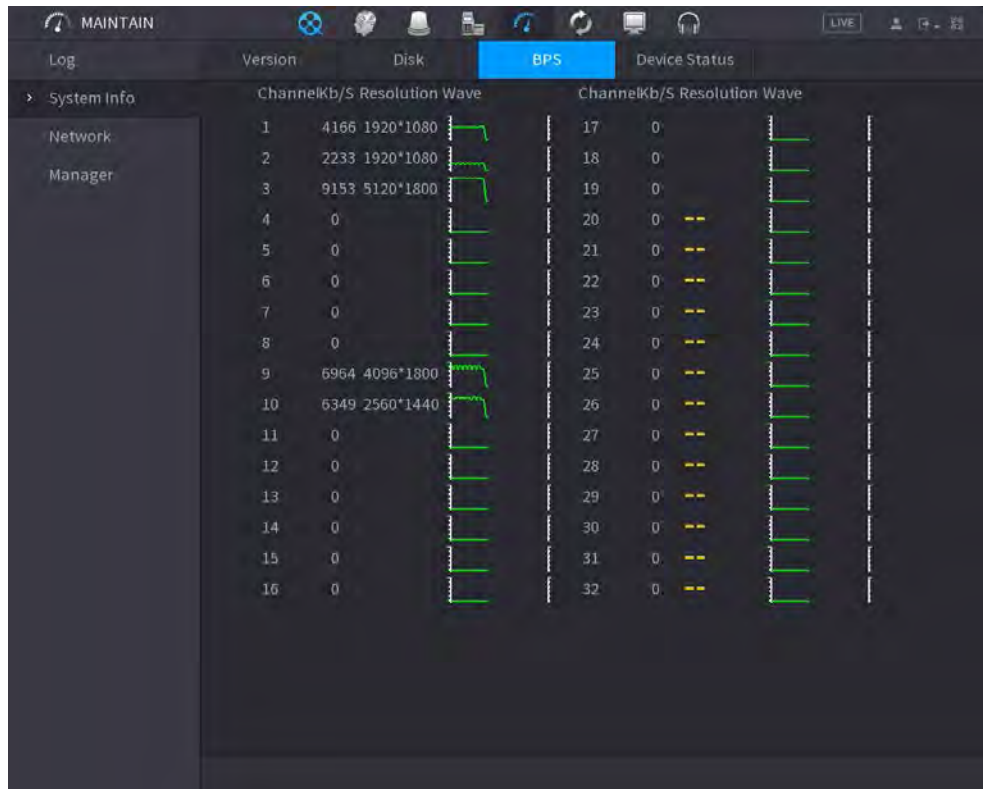 MAINTAIN LIVE
Log Version Disk BPS Device Status
> System Info ChannelKb/S Resolution Wave ChannelKb/S Resolution Wave
Network
Manager
1 4166 1920*1080 17 0
2 2233 1920*1080 18 0
3 9153 5120*1800 19 0
4 0 20 0 --
5 0 21 0 --
6 0 22 0 --
7 0 23 0 --
8 0 24 0 --
9 6964 4096*1800 25 0 --
10 6349 2560*1440 26 0 --
11 0 27 0 --
12 0 28 0 --
13 0 29 0 --
14 0 30 0 --
15 0 31 0 --
16 0 32 0 --